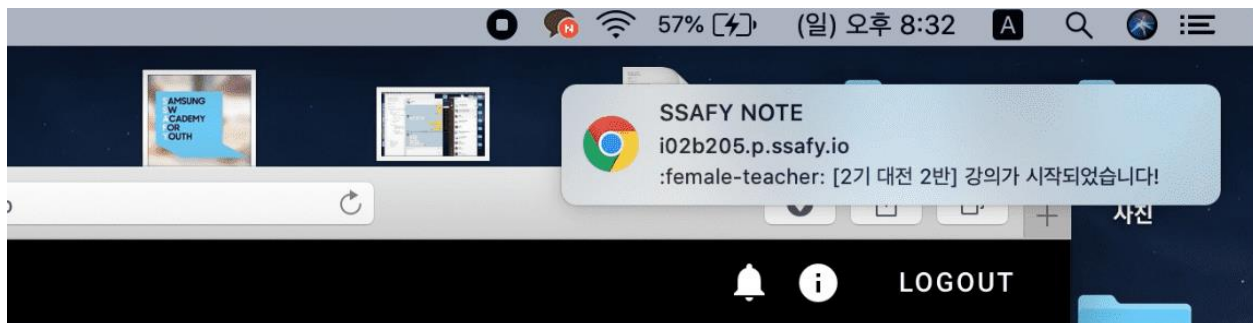 57% (일) 오후 8:32 A
SAMSUNG
SW
ACADEMY
FOR
YOUTH
SSAFY NOTE
i02b205.p.ssafy.io
:female-teacher: [2기 대전 2반] 강의가 시작되었습니다!
사진
LOGOUT